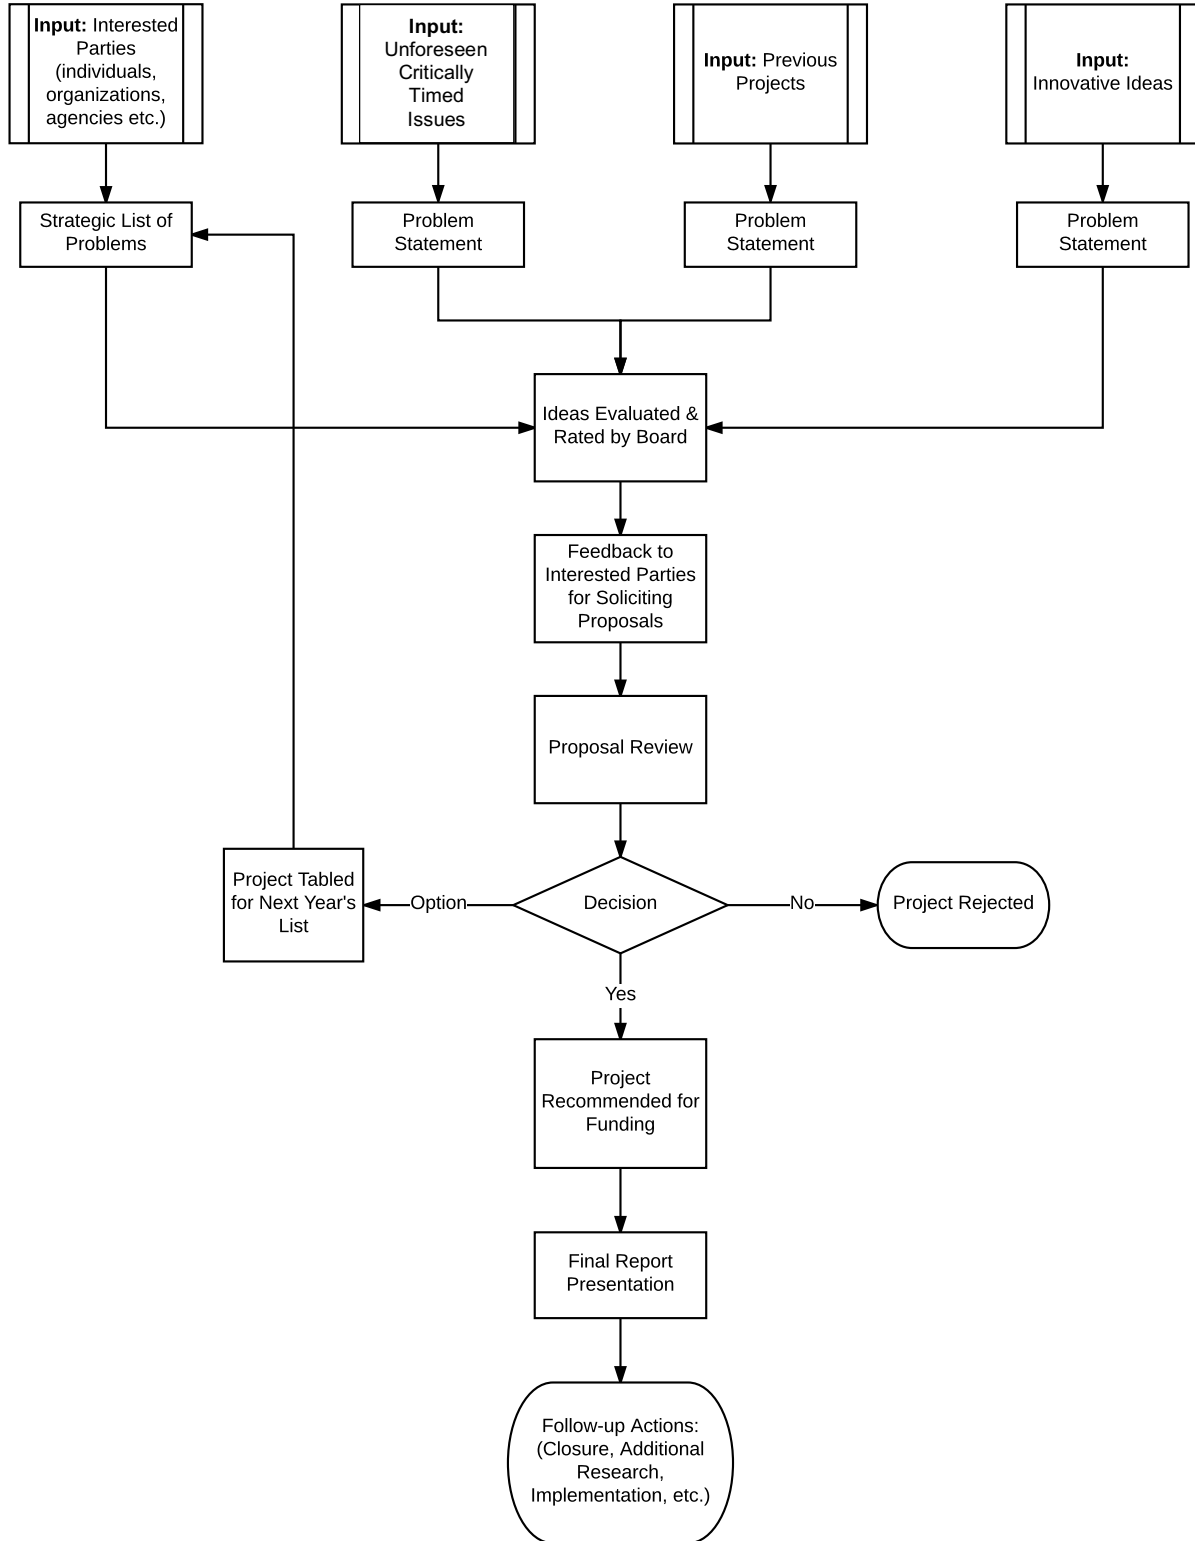 Input: Interested
Parties
(individuals,
organizations,
agencies etc.)
Input:
Unforeseen
Critically
Timed
Issues
Input: Previous
Projects
Input:
Innovative Ideas
Strategic List of
Problems
Problem
Statement
Problem
Statement
Problem
Statement
Ideas Evaluated &
Rated by Board
Feedback to
Interested Parties
for Soliciting
Proposals
Proposal Review
Project Tabled
for Next Year's
List
Option
Decision
No
Project Rejected
Yes
Project
Recommended for
Funding
Final Report
Presentation
Follow-up Actions:
(Closure, Additional
Research,
Implementation, etc.)